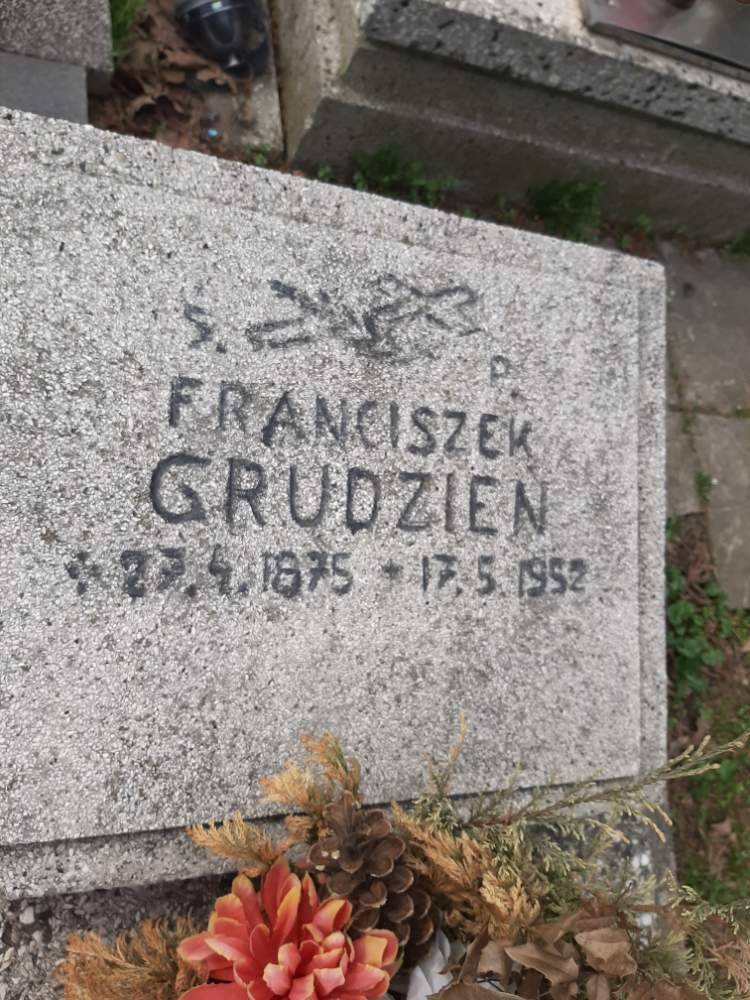 Ś. P.
FRANCISZEK
GRUDZIEN
* 27.4.1875 + 17.5.1952